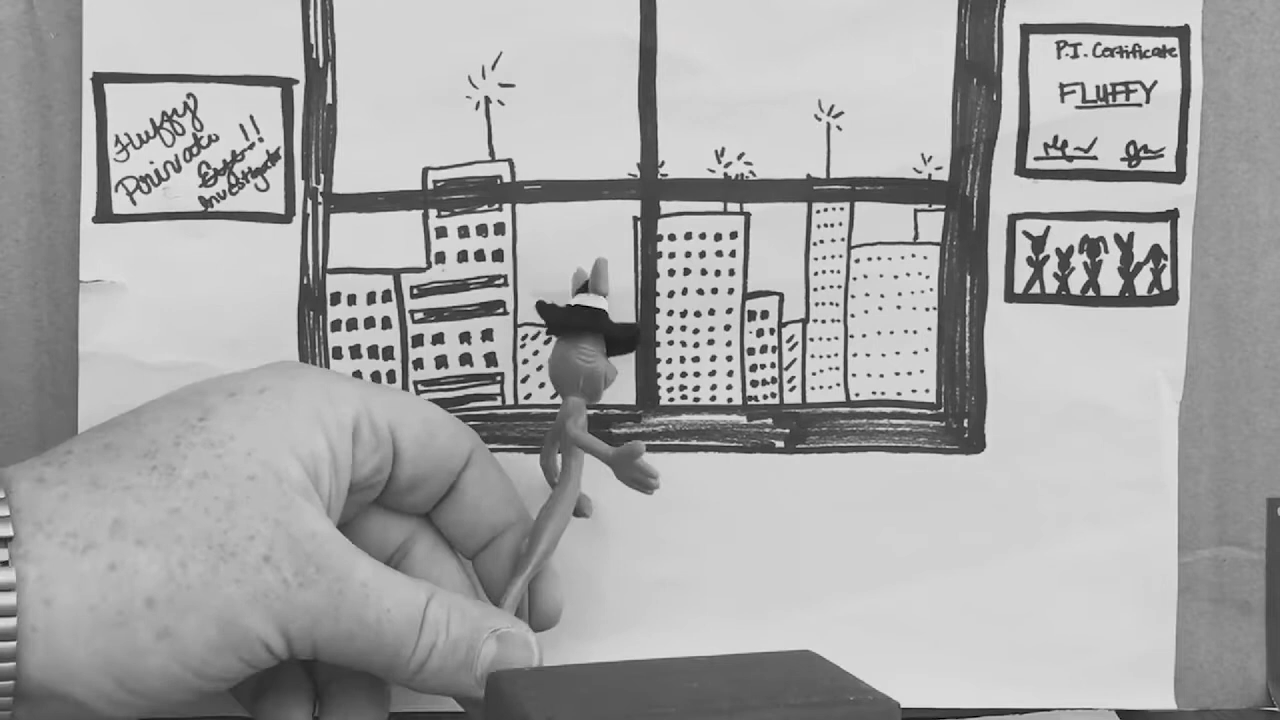 Fluffy
Private
Investigator
P.I. Certificate
FLUFFY